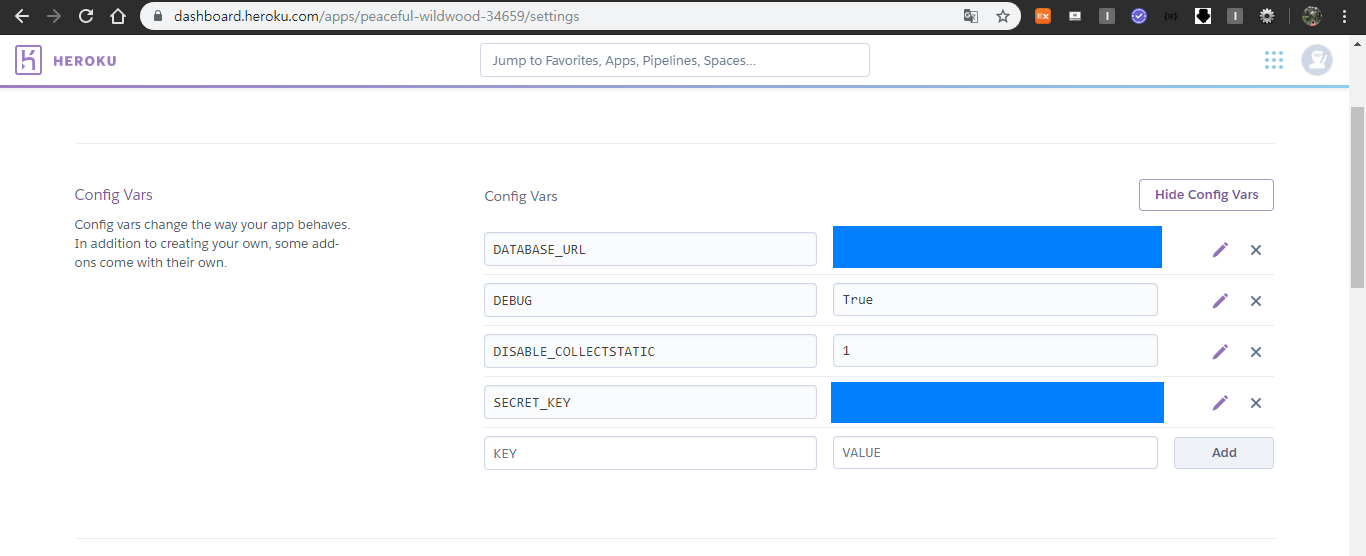 dashboard.heroku.com/apps/peaceful-wildwood-34659/settings
HEROKU
Jump to Favorites, Apps, Pipelines, Spaces...
Config Vars
Config vars change the way your app behaves.
In addition to creating your own, some add-
ons come with their own.
Config Vars
Hide Config Vars
DATABASE_URL
DEBUG True
DISABLE_COLLECTSTATIC 1
SECRET_KEY
KEY VALUE Add